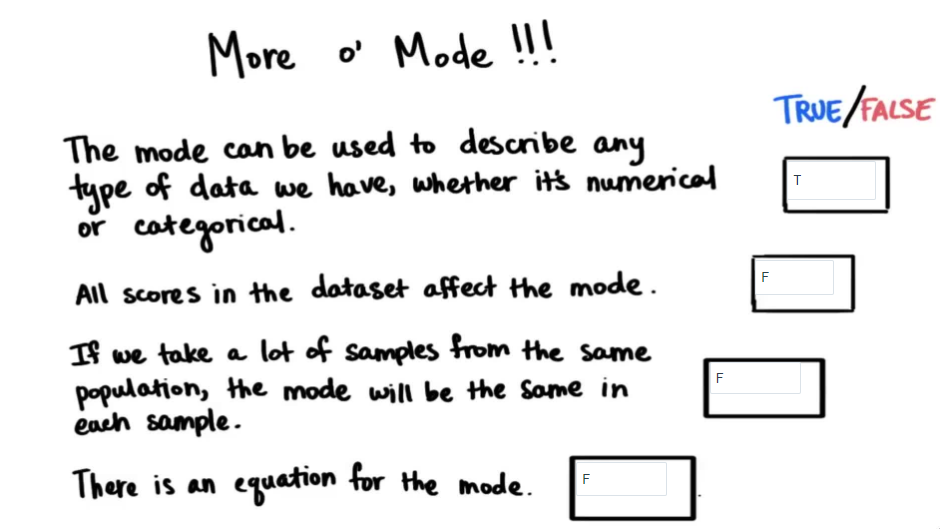 More o' Mode !!!
TRUE/FALSE
The mode can be used to describe any
type of data we have, whether it's numerical
or categorical.
T
All scores in the dataset affect the mode.
F
If we take a lot of samples from the same
population, the mode will be the same in
each sample.
F
There is an equation for the mode.
F
.